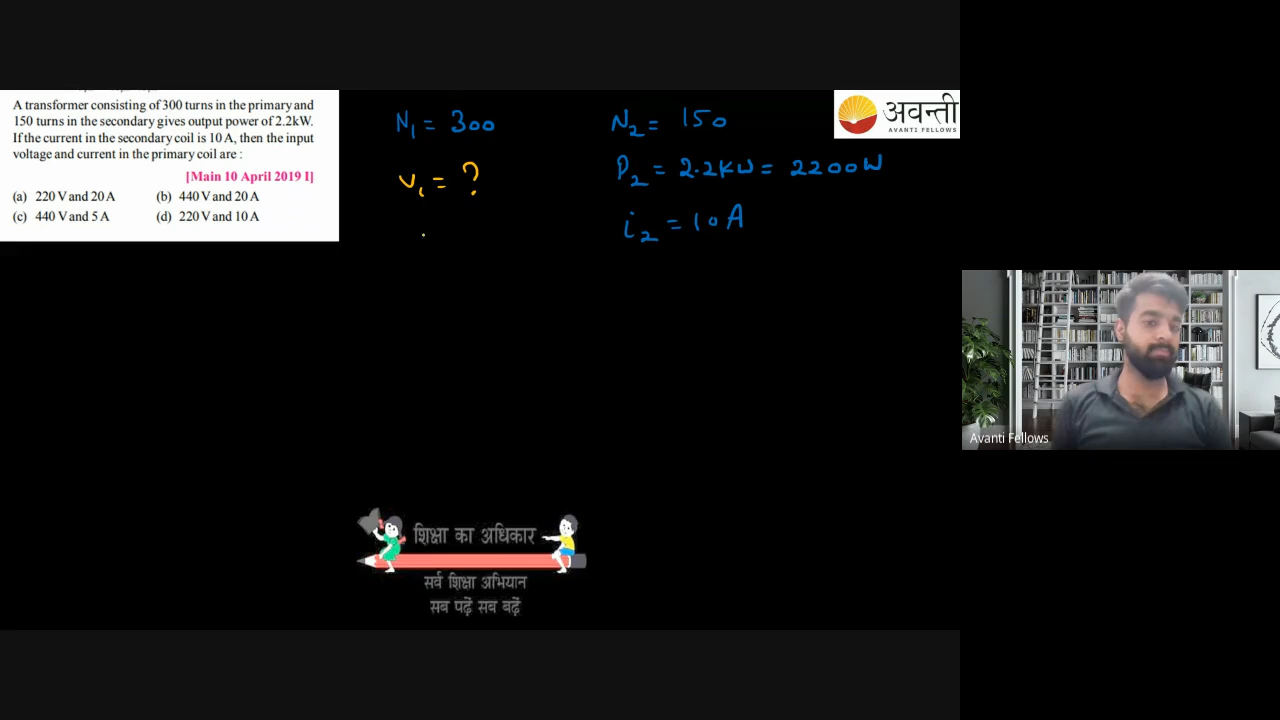 A transformer consisting of 300 turns in the primary and
150 turns in the secondary gives output power of 2.2kW.
If the current in the secondary coil is 10 A, then the input
voltage and current in the primary coil are :
[Main 10 April 2019 I]
(a) 220 V and 20 A (b) 440 V and 20 A
(c) 440 V and 5 A (d) 220 V and 10 A
N₁ = 300
V₁ = ?
N₂ = 150
P₂ = 2.2KW = 2200W
i₂ = 10A
अवन्ती
AVANTI FELLOWS
Avanti Fellows
शिक्षा का अधिकार
सर्व शिक्षा अभियान
सब पढ़ें सब बढ़ें